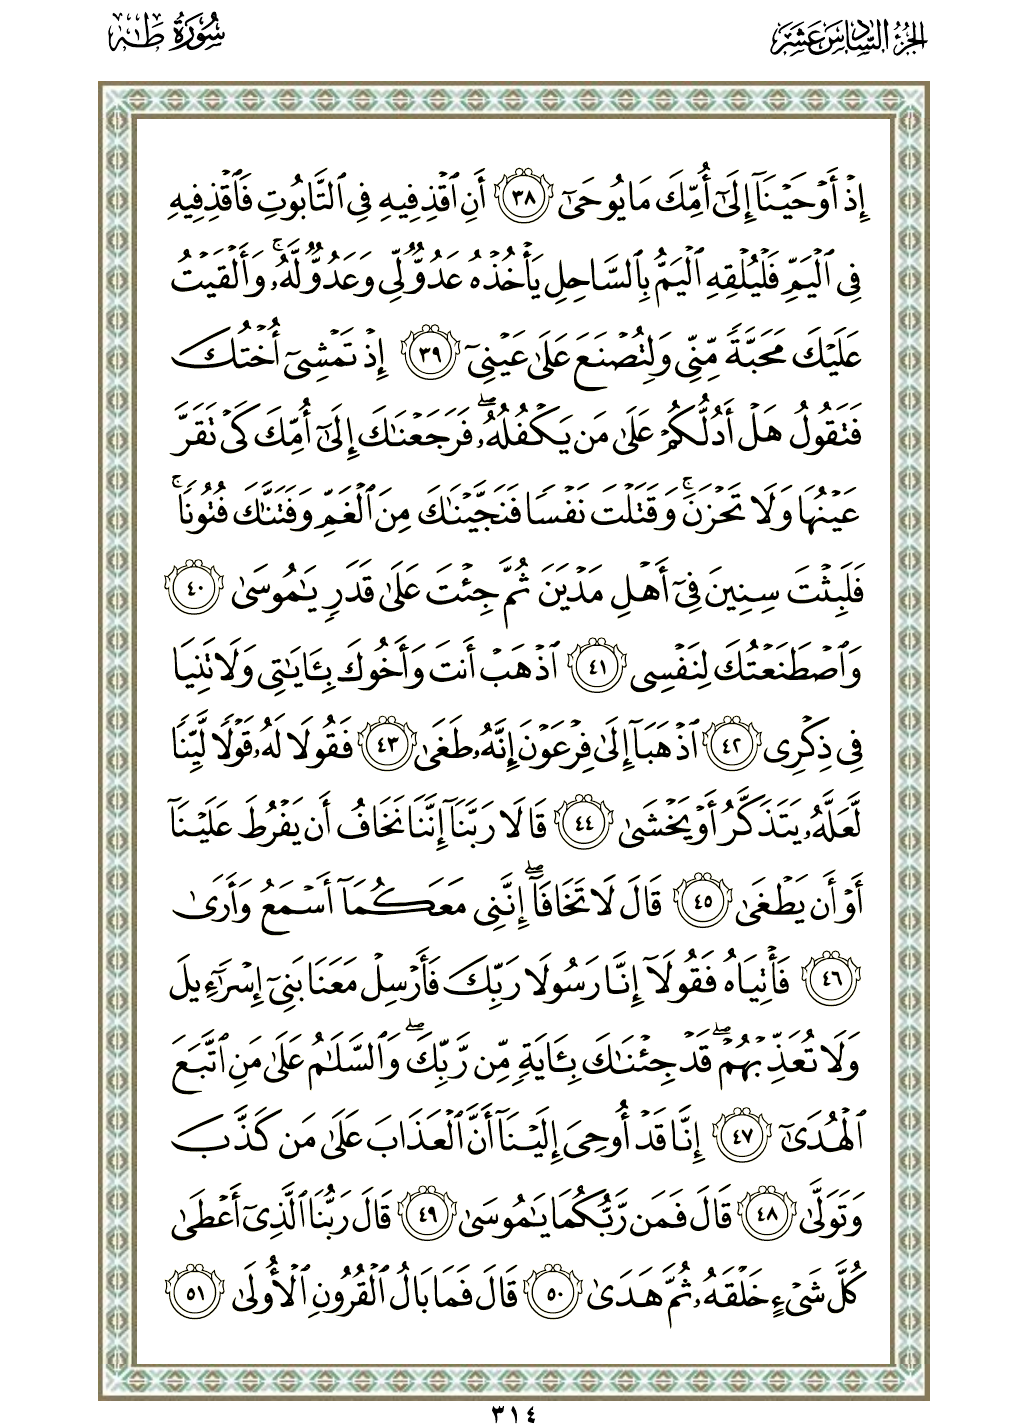 الجزء السادس عشر
سورة طه
إِذْ أَوْحَيْنَآ إِلَىٰٓ أُمِّكَ مَا يُوحَىٰٓ ٣٨ أَنِ ٱقْذِفِيهِ فِى ٱلتَّابُوتِ فَٱقْذِفِيهِ
فِى ٱلْيَمِّ فَلْيُلْقِهِ ٱلْيَمُّ بِٱلسَّاحِلِ يَأْخُذْهُ عَدُوٌّ لِّى وَعَدُوٌّ لَّهُۥ ۚ وَأَلْقَيْتُ
عَلَيْكَ مَحَبَّةً مِّنِّى وَلِتُصْنَعَ عَلَىٰ عَيْنِىٓ ٣٩ إِذْ تَمْشِىٓ أُخْتُكَ
فَتَقُولُ هَلْ أَدُلُّكُمْ عَلَىٰ مَن يَكْفُلُهُۥ ۖ فَرَجَعْنَـٰكَ إِلَىٰٓ أُمِّكَ كَىْ تَقَرَّ
عَيْنُهَا وَلَا تَحْزَنَ ۚ وَقَتَلْتَ نَفْسًا فَنَجَّيْنَـٰكَ مِنَ ٱلْغَمِّ وَفَتَنَّـٰكَ فُتُونًا ۚ
فَلَبِثْتَ سِنِينَ فِىٓ أَهْلِ مَدْيَنَ ثُمَّ جِئْتَ عَلَىٰ قَدَرٍ يَـٰمُوسَىٰ ٤٠
وَٱصْطَنَعْتُكَ لِنَفْسِى ٤١ ٱذْهَبْ أَنتَ وَأَخُوكَ بِـَٔايَـٰتِى وَلَا تَنِيَا
فِى ذِكْرِى ٤٢ ٱذْهَبَآ إِلَىٰ فِرْعَوْنَ إِنَّهُۥ طَغَىٰ ٤٣ فَقُولَا لَهُۥ قَوْلًا لَّيِّنًا
لَّعَلَّهُۥ يَتَذَكَّرُ أَوْ يَخْشَىٰ ٤٤ قَالَا رَبَّنَآ إِنَّنَا نَخَافُ أَن يَفْرُطَ عَلَيْنَآ
أَوْ أَن يَطْغَىٰ ٤٥ قَالَ لَا تَخَافَآ ۖ إِنَّنِى مَعَكُمَآ أَسْمَعُ وَأَرَىٰ
٤٦ فَأْتِيَاهُ فَقُولَآ إِنَّا رَسُولَا رَبِّكَ فَأَرْسِلْ مَعَنَا بَنِىٓ إِسْرَٰٓءِيلَ
وَلَا تُعَذِّبْهُمْ ۖ قَدْ جِئْنَـٰكَ بِـَٔايَةٍ مِّن رَّبِّكَ ۖ وَٱلسَّلَـٰمُ عَلَىٰ مَنِ ٱتَّبَعَ
ٱلْهُدَىٰٓ ٤٧ إِنَّا قَدْ أُوحِىَ إِلَيْنَآ أَنَّ ٱلْعَذَابَ عَلَىٰ مَن كَذَّبَ
وَتَوَلَّىٰ ٤٨ قَالَ فَمَن رَّبُّكُمَا يَـٰمُوسَىٰ ٤٩ قَالَ رَبُّنَا ٱلَّذِىٓ أَعْطَىٰ
كُلَّ شَىْءٍ خَلْقَهُۥ ثُمَّ هَدَىٰ ٥٠ قَالَ فَمَا بَالُ ٱلْقُرُونِ ٱلْأُولَىٰ ٥١
٣١٤